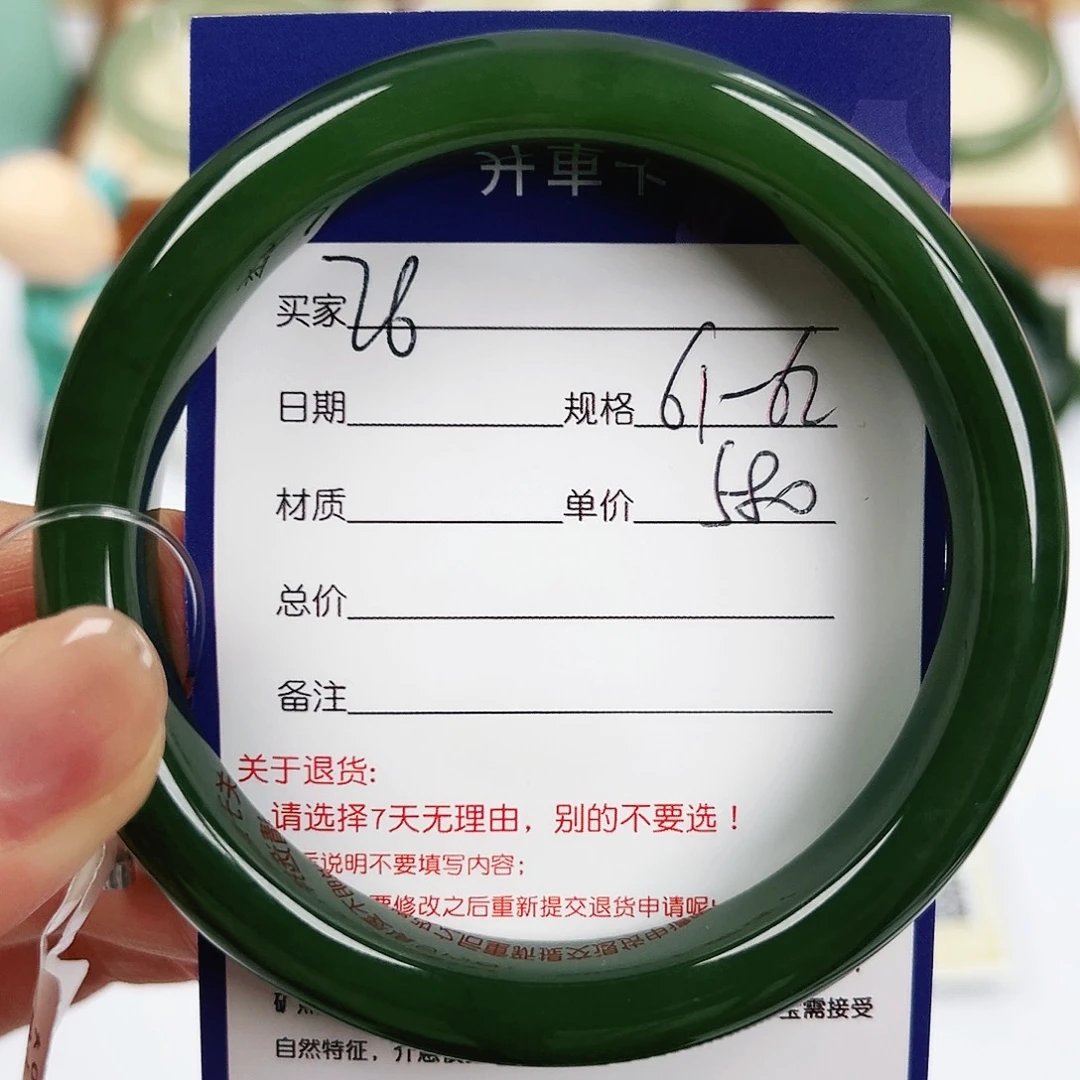 买家 26
日期 规格 61-62
材质 单价 580
总价
备注
关于退货:
请选择7天无理由，别的不要选！
说明不要填写内容；
要修改之后重新提交退货申请呢
需接受
自然特征，